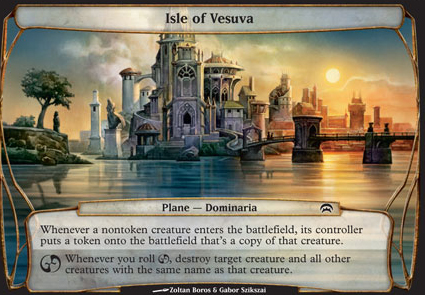 Isle of Vesuva
Plane — Dominaria
Whenever a nontoken creature enters the battlefield, its controller
puts a token onto the battlefield that's a copy of that creature.
Whenever you roll , destroy target creature and all other
creatures with the same name as that creature.
Zoltan Boros & Gabor Szikszai